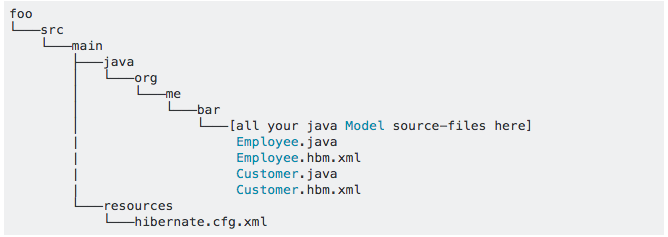 foo
└──src
└──main
├──java
│ └──org
│ └──me
│ └──bar
│ └──[all your java Model source-files here]
| Employee.java
| Employee.hbm.xml
| Customer.java
| Customer.hbm.xml
└──resources
└──hibernate.cfg.xml